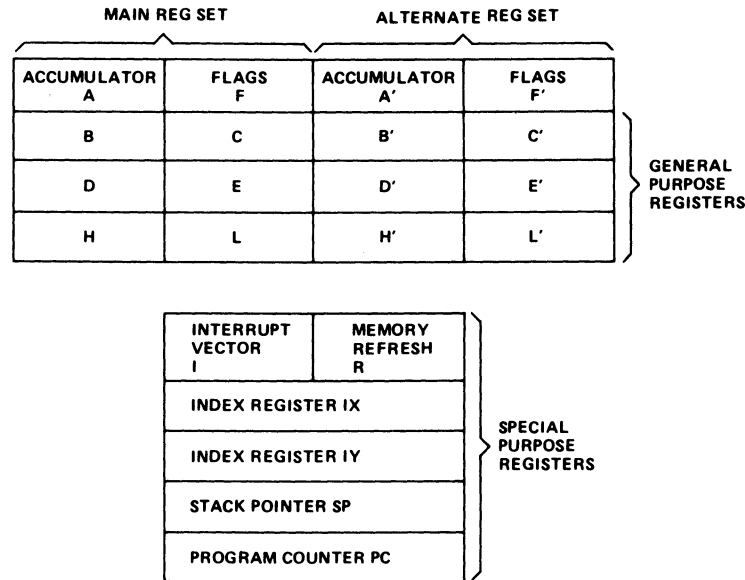 MAIN REG SET
ALTERNATE REG SET
ACCUMULATOR
A
FLAGS
F
ACCUMULATOR
A′
FLAGS
F′
B
C
B′
C′
D
E
D′
E′
H
L
H′
L′
GENERAL
PURPOSE
REGISTERS
INTERRUPT
VECTOR
I
MEMORY
REFRESH
R
INDEX REGISTER IX
INDEX REGISTER IY
STACK POINTER SP
PROGRAM COUNTER PC
SPECIAL
PURPOSE
REGISTERS